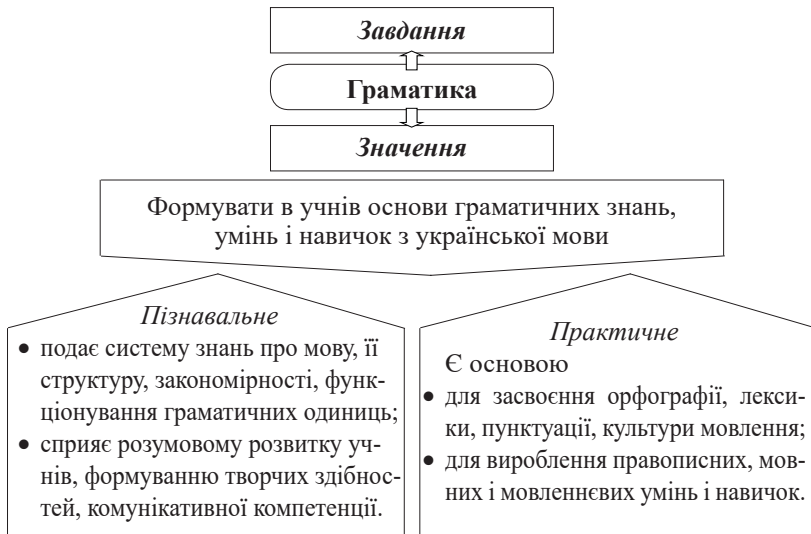 Завдання
Граматика
Значення
Формувати в учнів основи граматичних знань,
умінь і навичок з української мови
Пізнавальне
• подає систему знань про мову, її
структуру, закономірності, функ-
ціонування граматичних одиниць;
• сприяє розумовому розвитку уч-
нів, формуванню творчих здібнос-
тей, комунікативної компетенції.
Практичне
Є основою
• для засвоєння орфографії, лекси-
ки, пунктуації, культури мовлення;
• для вироблення правописних, мов-
них і мовленнєвих умінь і навичок.